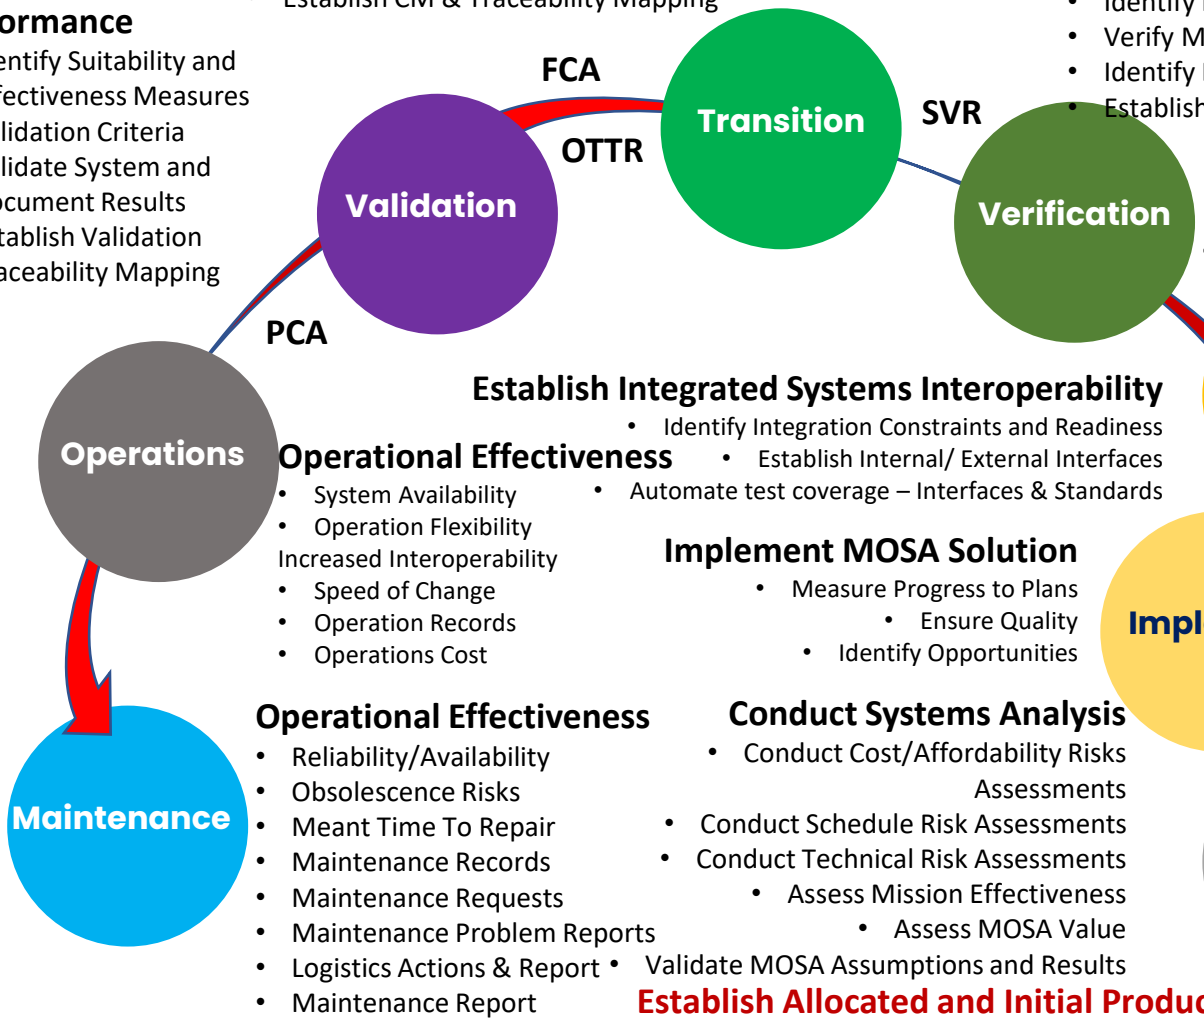 Establish CM & Traceability Mapping
ormance
entify Suitability and
fectiveness Measures
lidation Criteria
lidate System and
ocument Results
tablish Validation
aceability Mapping
Identify
• Verify M
• Identify
• Establish
FCA
OTTR
Transition
SVR
Validation
Verification
PCA
Operations
Establish Integrated Systems Interoperability
• Identify Integration Constraints and Readiness
• Establish Internal/ External Interfaces
• Automate test coverage – Interfaces & Standards
Operational Effectiveness
• System Availability
• Operation Flexibility
Increased Interoperability
• Speed of Change
• Operation Records
• Operations Cost
Implement MOSA Solution
• Measure Progress to Plans
• Ensure Quality
• Identify Opportunities
Impl
Maintenance
Operational Effectiveness
• Reliability/Availability
• Obsolescence Risks
• Meant Time To Repair
• Maintenance Records
• Maintenance Requests
• Maintenance Problem Reports
• Logistics Actions & Report
• Maintenance Report
Conduct Systems Analysis
• Conduct Cost/Affordability Risks
Assessments
• Conduct Schedule Risk Assessments
• Conduct Technical Risk Assessments
• Assess Mission Effectiveness
• Assess MOSA Value
• Validate MOSA Assumptions and Results
Establish Allocated and Initial Produc